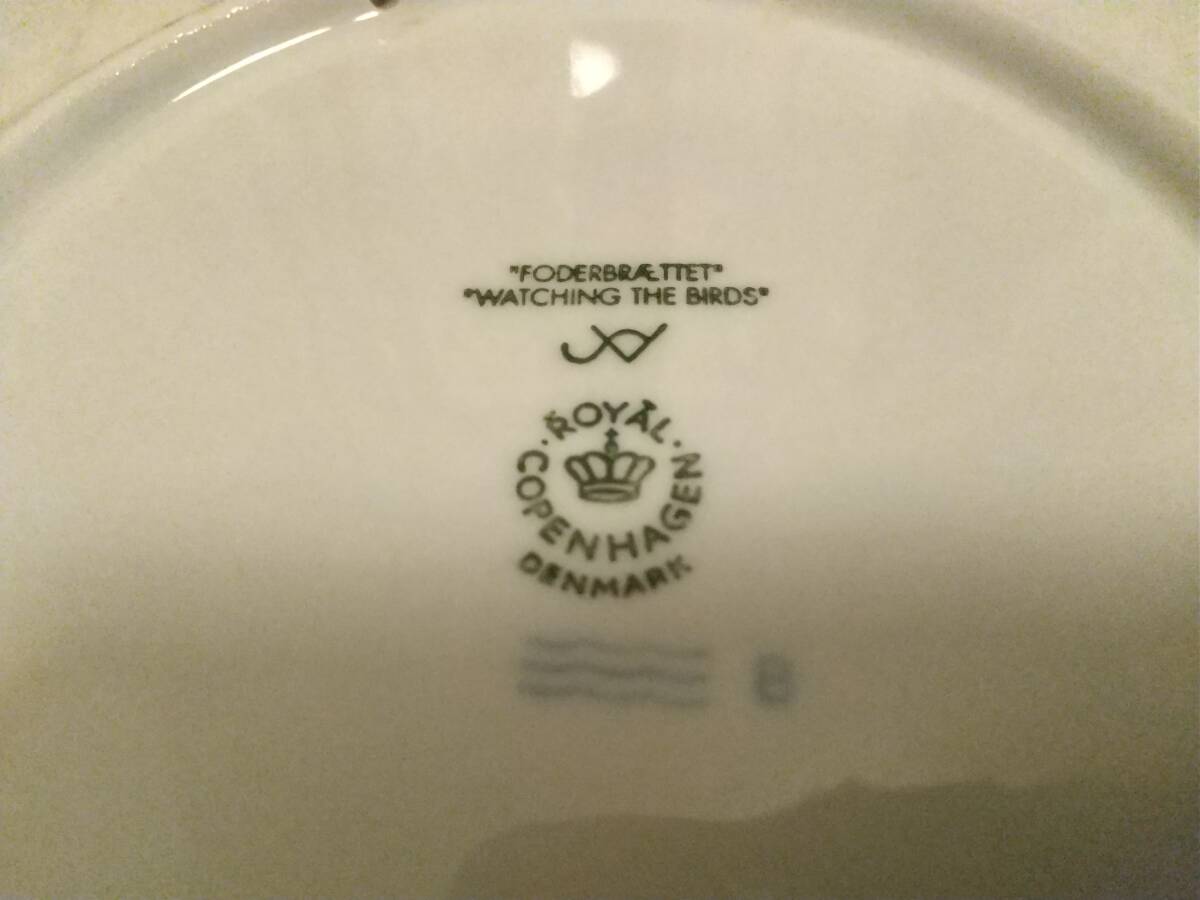 "FODERBRÆTTET"
"WATCHING THE BIRDS"
ROYAL
COPENHAGEN
DENMARK